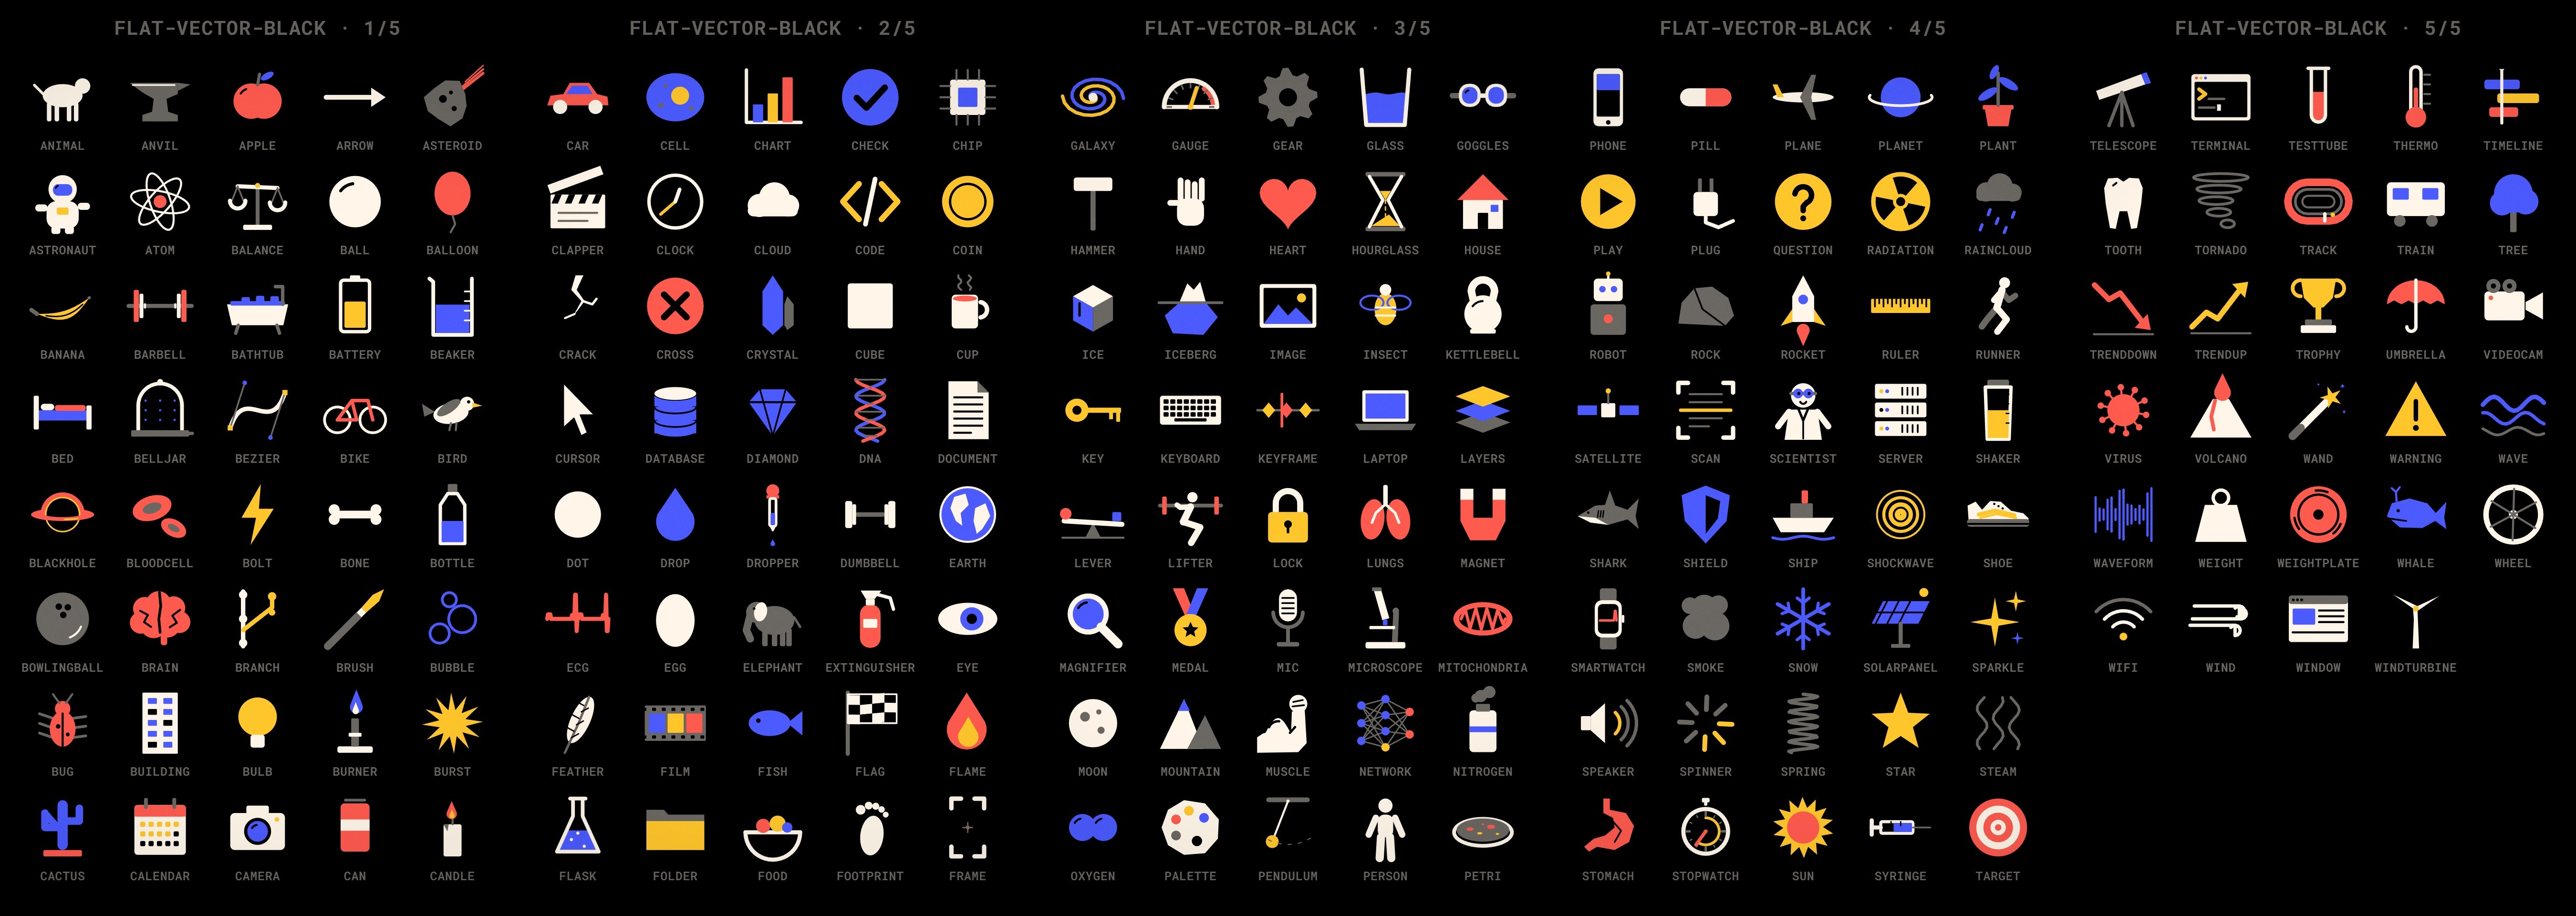 FLAT-VECTOR-BLACK · 1/5
ANIMAL ANVIL APPLE ARROW ASTEROID
ASTRONAUT ATOM BALANCE BALL BALLOON
BANANA BARBELL BATHTUB BATTERY BEAKER
BED BELLJAR BEZIER BIKE BIRD
BLACKHOLE BLOODCELL BOLT BONE BOTTLE
BOWLINGBALL BRAIN BRANCH BRUSH BUBBLE
BUG BUILDING BULB BURNER BURST
CACTUS CALENDAR CAMERA CAN CANDLE
FLAT-VECTOR-BLACK · 2/5
CAR CELL CHART CHECK CHIP
CLAPPER CLOCK CLOUD CODE COIN
CRACK CROSS CRYSTAL CUBE CUP
CURSOR DATABASE DIAMOND DNA DOCUMENT
DOT DROP DROPPER DUMBBELL EARTH
ECG EGG ELEPHANT EXTINGUISHER EYE
FEATHER FILM FISH FLAG FLAME
FLASK FOLDER FOOD FOOTPRINT FRAME
FLAT-VECTOR-BLACK · 3/5
GALAXY GAUGE GEAR GLASS GOGGLES
HAMMER HAND HEART HOURGLASS HOUSE
ICE ICEBERG IMAGE INSECT KETTLEBELL
KEY KEYBOARD KEYFRAME LAPTOP LAYERS
LEVER LIFTER LOCK LUNGS MAGNET
MAGNIFIER MEDAL MIC MICROSCOPE MITOCHONDRIA
MOON MOUNTAIN MUSCLE NETWORK NITROGEN
OXYGEN PALETTE PENDULUM PERSON PETRI
FLAT-VECTOR-BLACK · 4/5
PHONE PILL PLANE PLANET PLANT
PLAY PLUG QUESTION RADIATION RAINCLOUD
ROBOT ROCK ROCKET RULER RUNNER
SATELLITE SCAN SCIENTIST SERVER SHAKER
SHARK SHIELD SHIP SHOCKWAVE SHOE
SMARTWATCH SMOKE SNOW SOLARPANEL SPARKLE
SPEAKER SPINNER SPRING STAR STEAM
STOMACH STOPWATCH SUN SYRINGE TARGET
FLAT-VECTOR-BLACK · 5/5
TELESCOPE TERMINAL TESTTUBE THERMO TIMELINE
TOOTH TORNADO TRACK TRAIN TREE
TRENDDOWN TRENDUP TROPHY UMBRELLA VIDEOCAM
VIRUS VOLCANO WAND WARNING WAVE
WAVEFORM WEIGHT WEIGHTPLATE WHALE WHEEL
WIFI WIND WINDOW WINDTURBINE